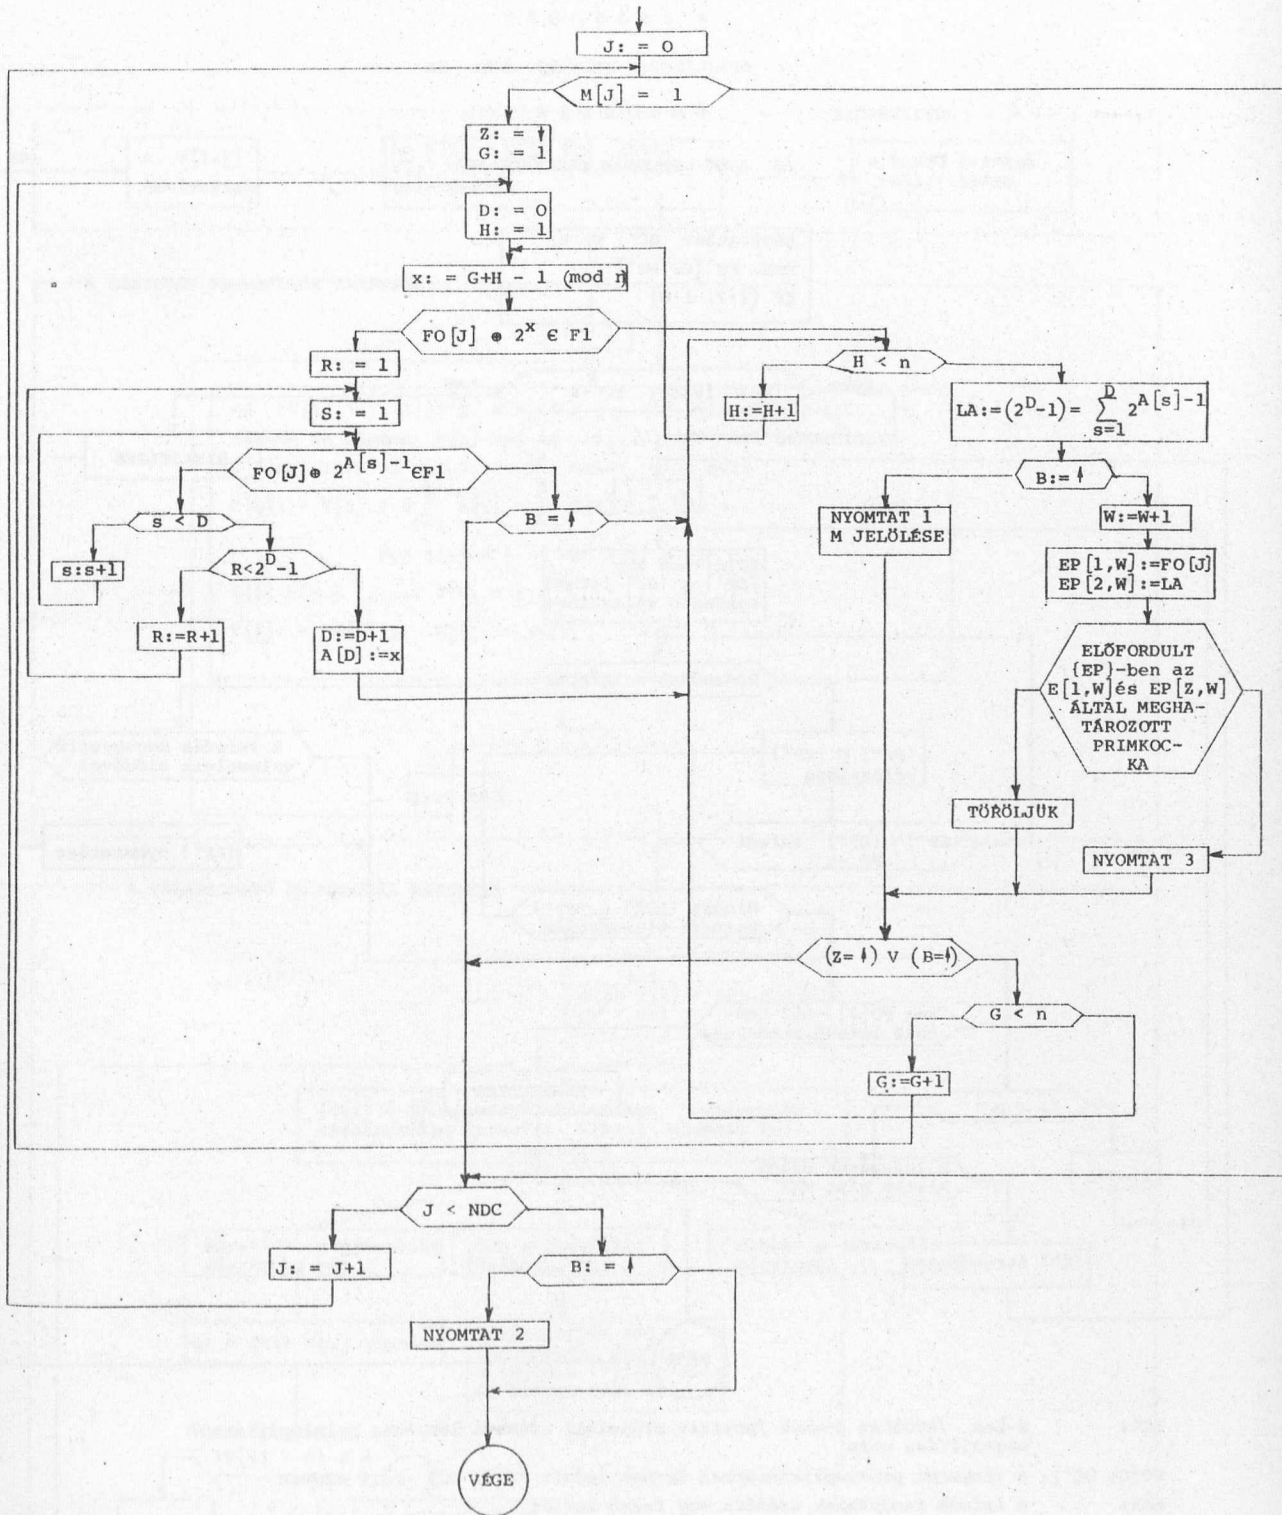 J: = 0
M[J] = 1
Z: = ↓
G: = 1
D: = 0
H: = 1
x: = G+H - 1 (mod n)
FO[J] ⊕ 2^x ∈ F1
R: = 1
H < n
S: = 1
H:=H+1
LA:=(2^D-1)= D∑s=1 2^A[s]-1
FO[J]⊕ 2^A[s]-1 ∈F1
B:= ↑
s < D
B = ↑
NYOMTAT 1
M JELÖLÉSE
W:=W+1
s:s+1
R<2^D-1
EP[1,W]:=FO[J]
EP[2,W]:=LA
R:=R+1
D:=D+1
A[D]:=x
ELŐFORDULT
{EP}-ben az
E[1,W]és EP[Z,W]
ÁLTAL MEGHA-
TÁROZOTT
PRIMKOC-
KA
TÖRÖLJÜK
NYOMTAT 3
(Z=↓) V (B=↑)
G < n
G:=G+1
J < NDC
J: = J+1
B: = ↑
NYOMTAT 2
VÉGE